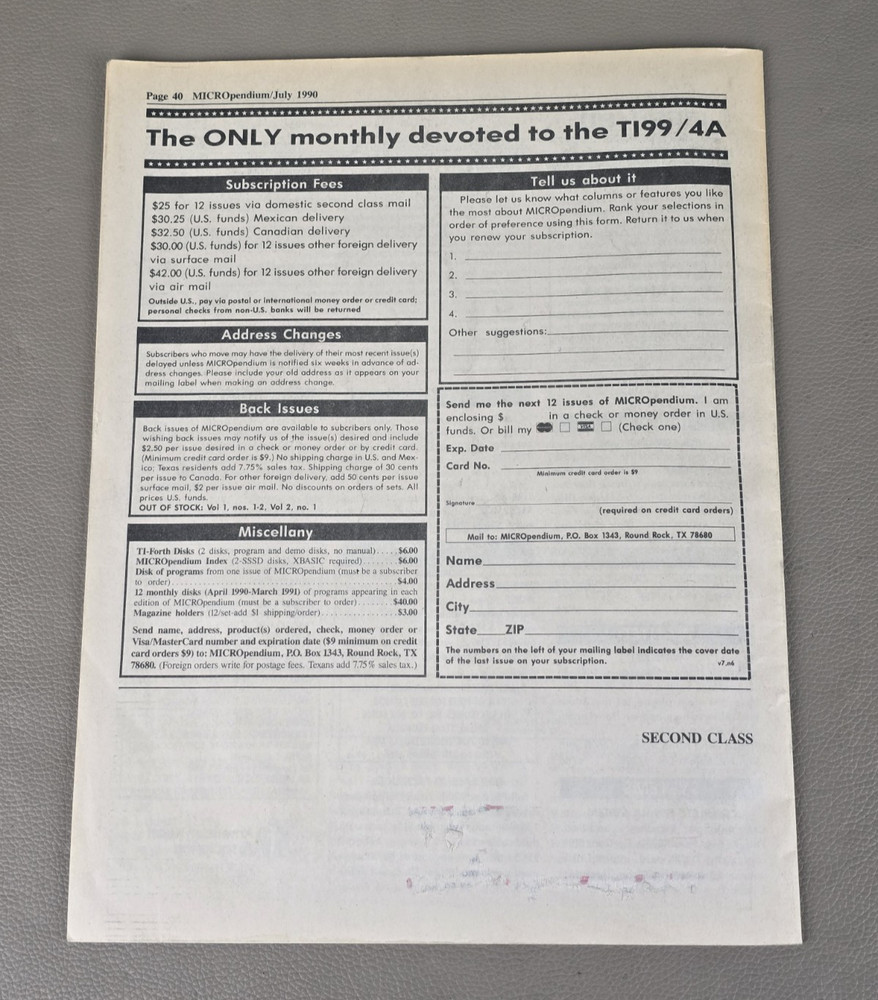 Page 40 MICROpendium/July 1990
The ONLY monthly devoted to the TI99/4A
Subscription Fees
$25 for 12 issues via domestic second class mail
$30.25 (U.S. funds) Mexican delivery
$32.50 (U.S. funds) Canadian delivery
$30.00 (U.S. funds) for 12 issues other foreign delivery
via surface mail
$42.00 (U.S. funds) for 12 issues other foreign delivery
via air mail
Outside U.S., pay via postal or international money order or credit card;
personal checks from non-U.S. banks will be returned
Address Changes
Subscribers who move may have the delivery of their most recent issue(s)
delayed unless MICROpendium is notified six weeks in advance of ad-
dress changes. Please include your old address as it appears on your
mailing label when making an address change.
Back Issues
Back issues of MICROpendium are available to subcribers only. Those
wishing back issues may notify us of the issue(s) desired and include
$2.50 per issue desired in a check or money order or by credit card.
(Minimum credit card order is $9.) No shipping charge in U.S. and Mex-
ico; Texas residents add 7.75% sales tax. Shipping charge of 30 cents
per issue to Canada. For other foreign delivery, add 50 cents per issue
surface mail, $2 per issue air mail. No discounts on orders of sets. All
prices U.S. funds.
OUT OF STOCK: Vol 1, nos. 1-2, Vol 2, no. 1
Miscellany
TI-Forth Disks (2 disks, program and demo disks, no manual).....$6.00
MICROpendium Index (2-SSSD disks, XBASIC required)........$6.00
Disk of programs from one issue of MICROpendium (must be a subscriber
to order)..........$4.00
12 monthly disks (April 1990-March 1991) of programs appearing in each
edition of MICROpendium (must be a subscriber to order)........$40.00
Magazine holders (12/set-add $1 shipping/order)..........$3.00
Send name, address, product(s) ordered, check, money order or
Visa/MasterCard number and expiration date ($9 minimum on credit
card orders $9) to: MICROpendium, P.O. Box 1343, Round Rock, TX
78680. (Foreign orders write for postage fees. Texans add 7.75% sales tax.)
Tell us about it
Please let us know what columns or features you like
the most about MICROpendium. Rank your selections in
order of preference using this form. Return it to us when
you renew your subscription.
1.
2.
3.
4.
Other suggestions:
Send me the next 12 issues of MICROpendium. I am
enclosing $ in a check or money order in U.S.
funds. Or bill my VISA (Check one)
Exp. Date
Card No.
Minimum credit card order is $9
Signature
(required on credit card orders)
Mail to: MICROpendium, P.O. Box 1343, Round Rock, TX 78680
Name
Address
City
State ZIP
The numbers on the left of your mailing label indicates the cover date
of the last issue on your subscription. v7.n6
SECOND CLASS